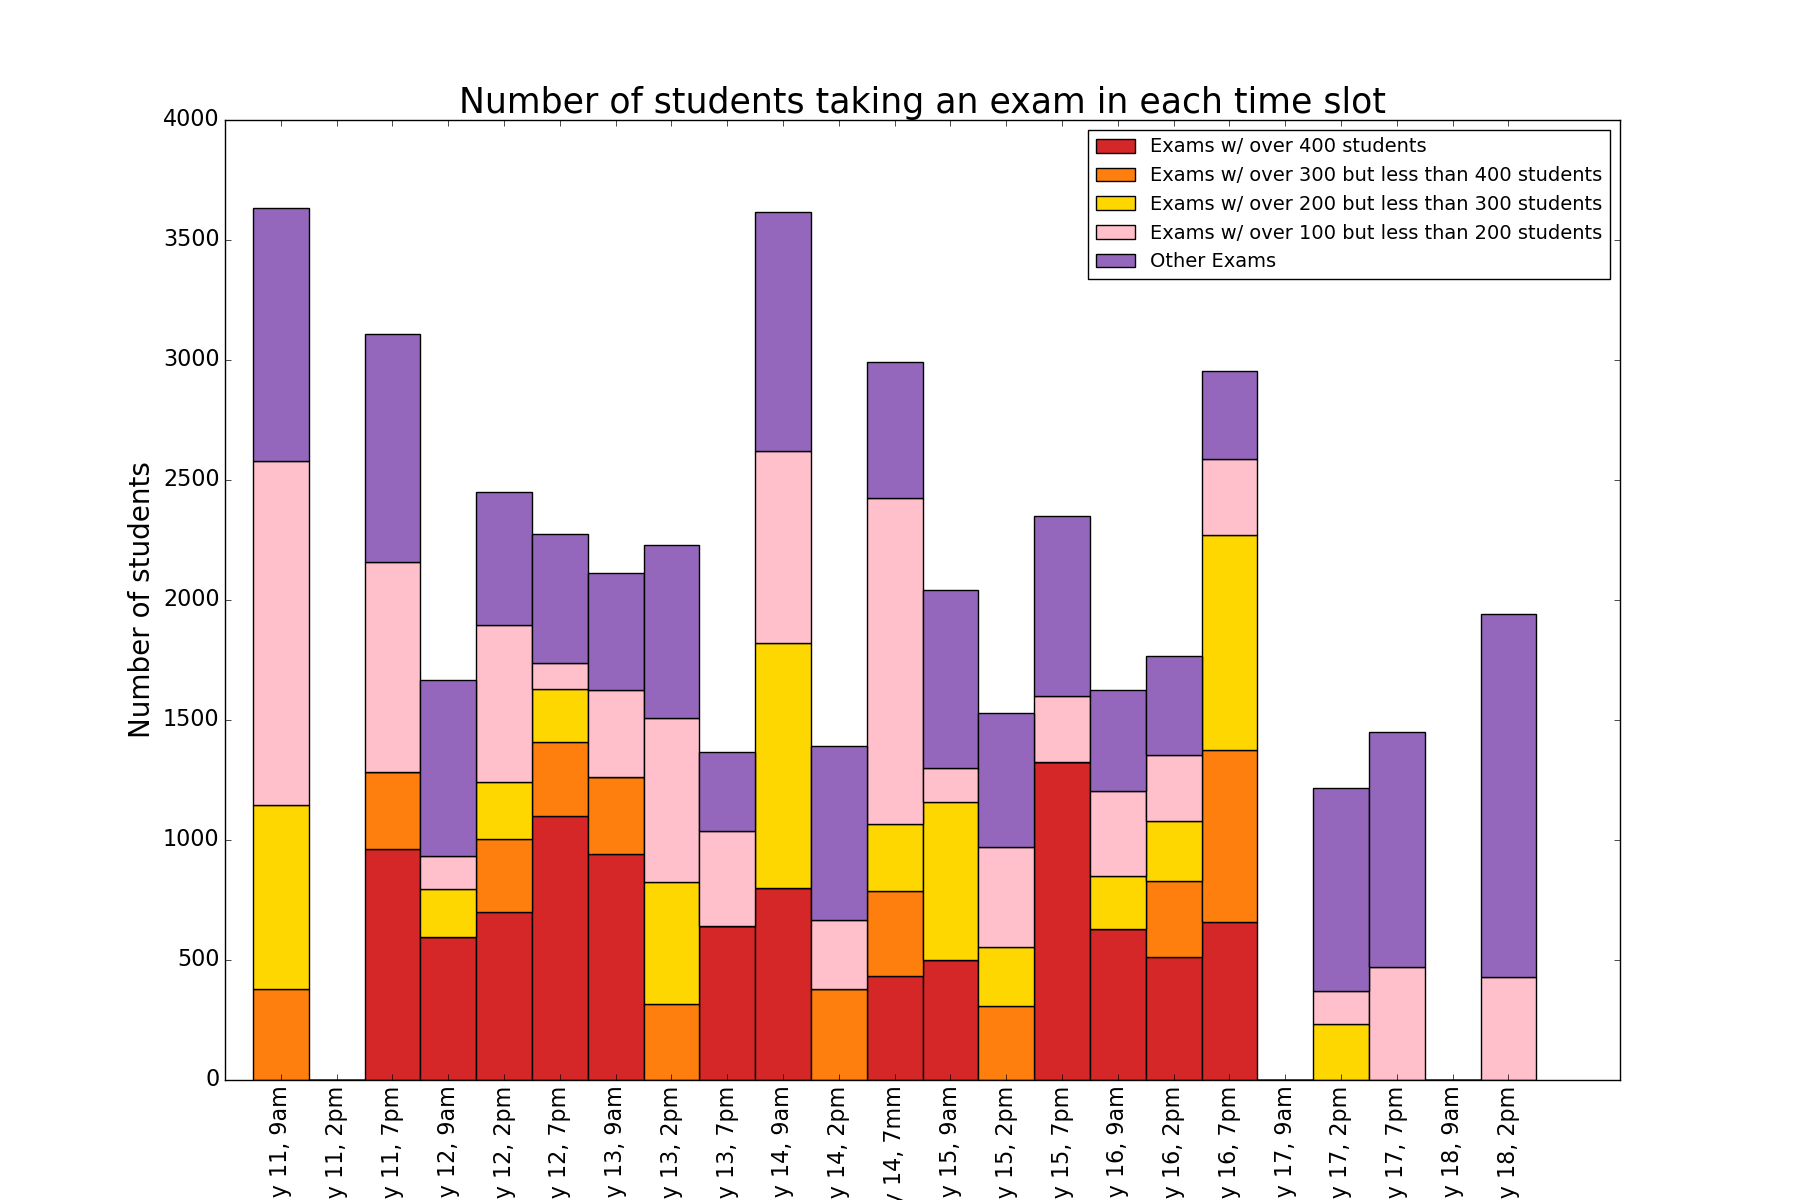 Number of students taking an exam in each time slot
Exams w/ over 400 students
Exams w/ over 300 but less than 400 students
Exams w/ over 200 but less than 300 students
Exams w/ over 100 but less than 200 students
Other Exams
Number of students
4000
3500
3000
2500
2000
1500
1000
500
0
y 11, 9am
y 11, 2pm
y 11, 7pm
y 12, 9am
y 12, 2pm
y 12, 7pm
y 13, 9am
y 13, 2pm
y 13, 7pm
y 14, 9am
y 14, 2pm
y 14, 7mm
y 15, 9am
y 15, 2pm
y 15, 7pm
y 16, 9am
y 16, 2pm
y 16, 7pm
y 17, 9am
y 17, 2pm
y 17, 7pm
y 18, 9am
y 18, 2pm